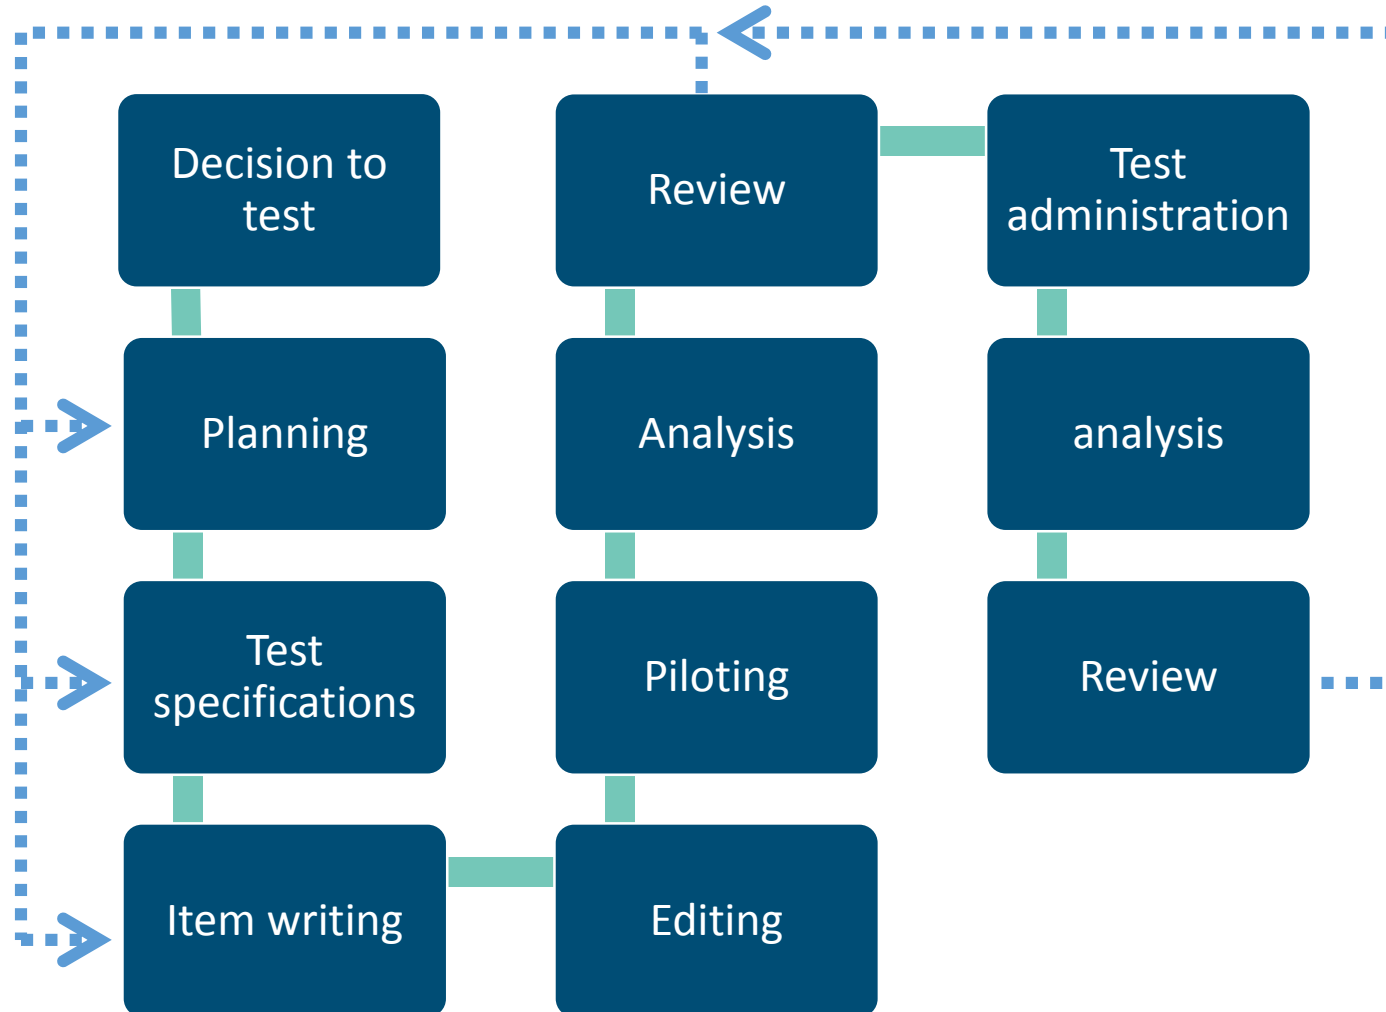 Decision to
test
Planning
Test
specifications
Item writing
Editing
Piloting
Analysis
Review
Test
administration
analysis
Review